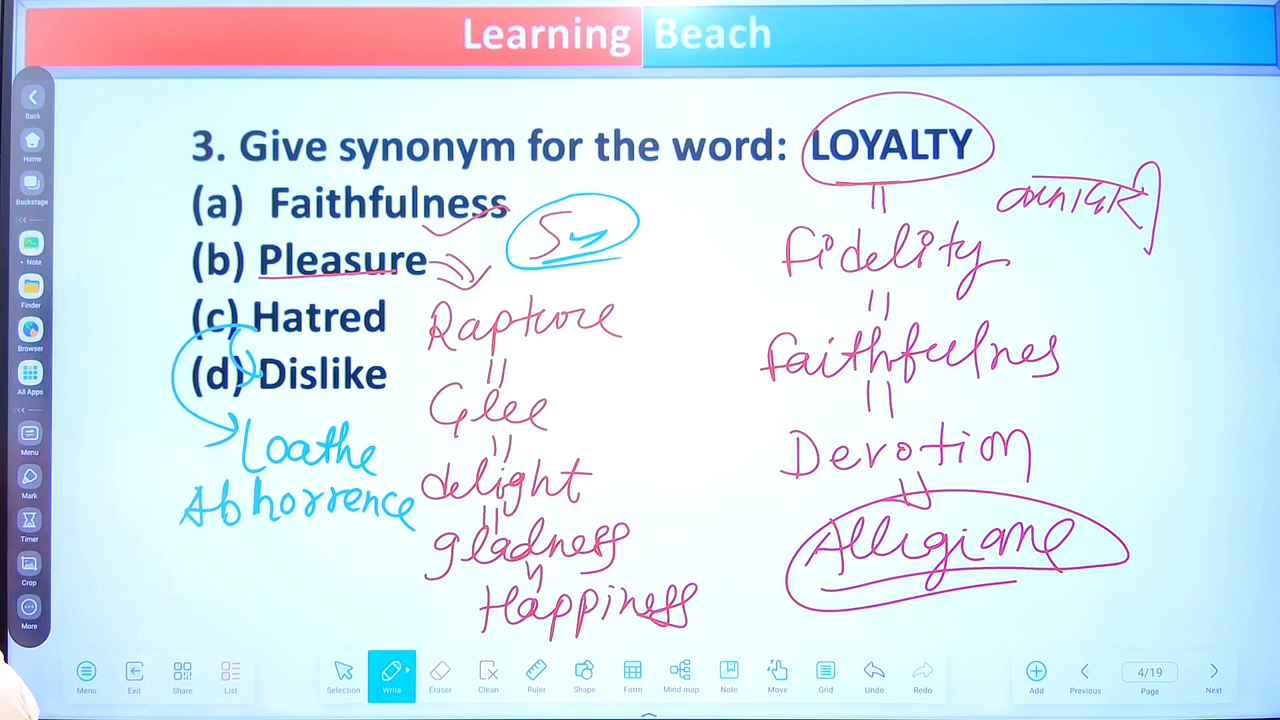 Learning Beach
Back
Home
Backstage
Note
Finder
Browser
All Apps
Menu
Mark
Timer
Crop
More
3. Give synonym for the word: LOYALTY
(a) Faithfulness
(b) Pleasure
(c) Hatred
(d) Dislike
Loathe
Abhorrence
Rapture
Glee
delight
gladness
Happiness
Fidelity
Faithfulnes
Devotion
Menu Exit Share List Selection Write Eraser Clean Ruler Shape Form Mind map Note Move Grid Undo Redo Add Previous 4/19 Page Next